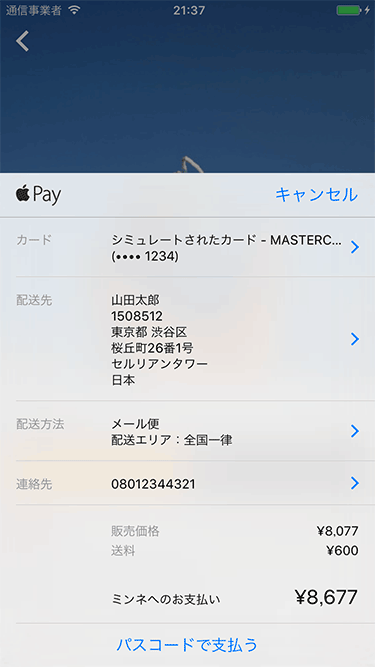 通信事業者 21:37
Pay キャンセル
カード シミュレートされたカード - MASTERC...
(•••• 1234)
配送先 山田太郎
1508512
東京都 渋谷区
桜丘町26番1号
セルリアンタワー
日本
配送方法 メール便
配送エリア：全国一律
連絡先 08012344321
販売価格 ¥8,077
送料 ¥600
ミンネへのお支払い ¥8,677
パスコードで支払う